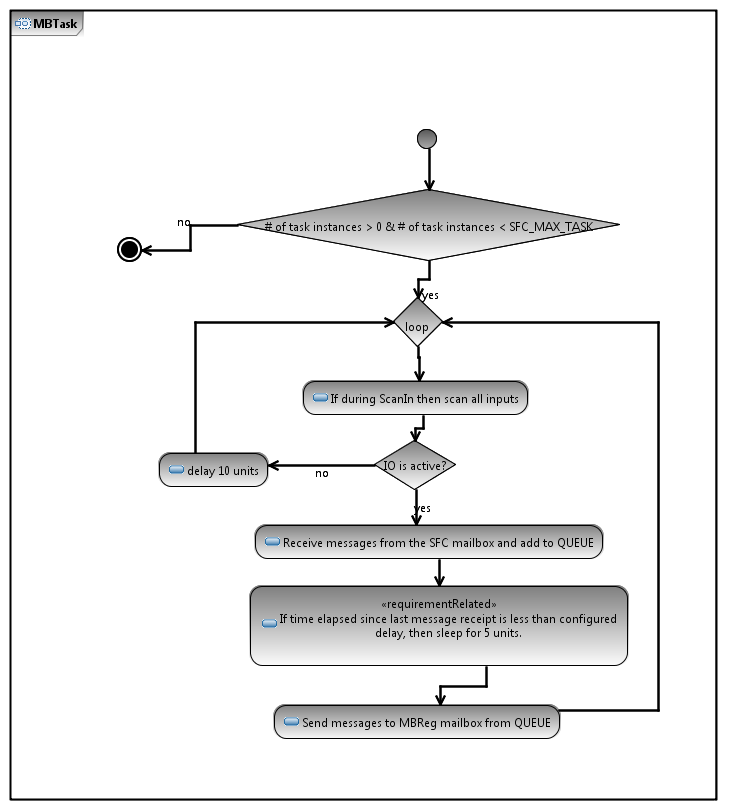 MBTask
# of task instances > 0 & # of task instances < SFC_MAX_TASK
no
yes
loop
If during ScanIn then scan all inputs
IO is active?
no
delay 10 units
yes
Receive messages from the SFC mailbox and add to QUEUE
«requirementRelated»
If time elapsed since last message receipt is less than configured
delay, then sleep for 5 units.
Send messages to MBReg mailbox from QUEUE